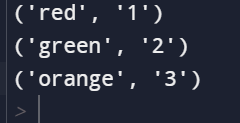 ('red', '1')
('green', '2')
('orange', '3')
>